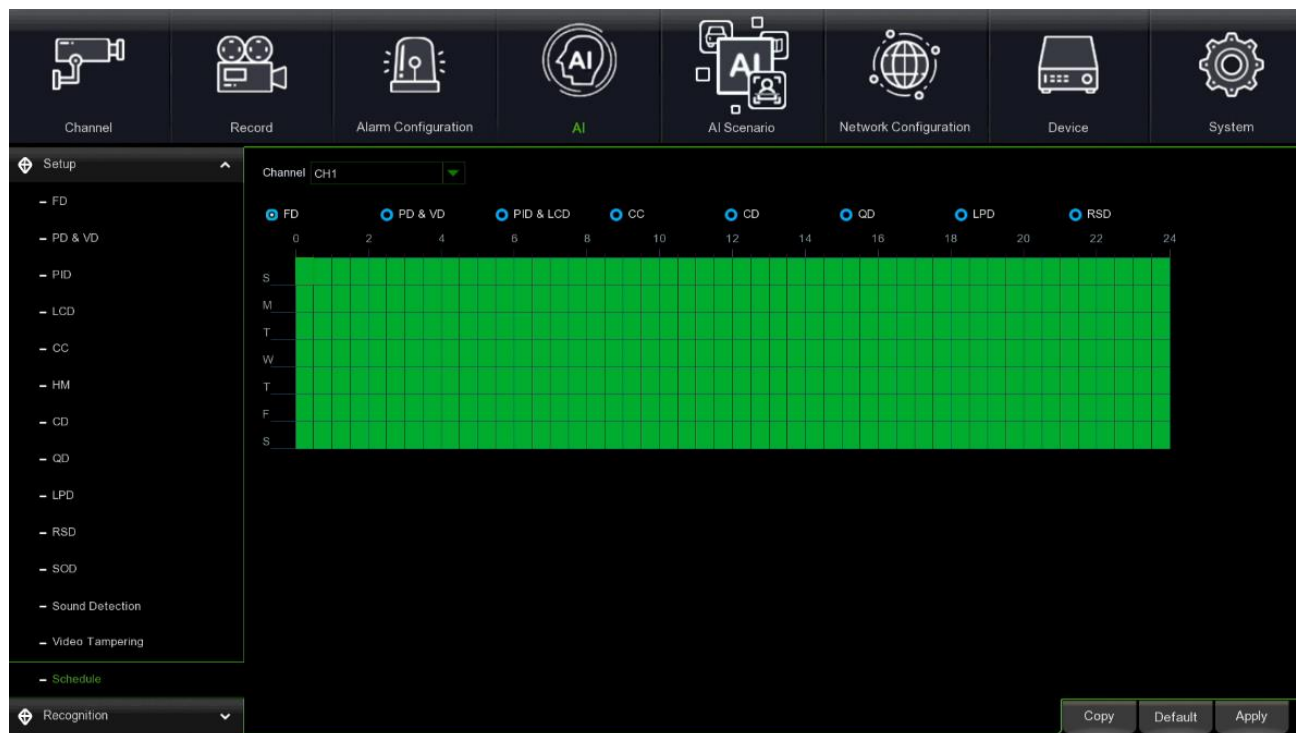 AI
AI
Channel Record Alarm Configuration AI AI Scenario Network Configuration Device System
Setup
FD
PD & VD
PID
LCD
CC
HM
CD
QD
LPD
RSD
SOD
Sound Detection
Video Tampering
Schedule
Recognition
Channel CH1
FD PD & VD PID & LCD CC CD QD LPD RSD
0 2 4 6 8 10 12 14 16 18 20 22 24
S
M
T
W
T
F
S
Copy Default Apply